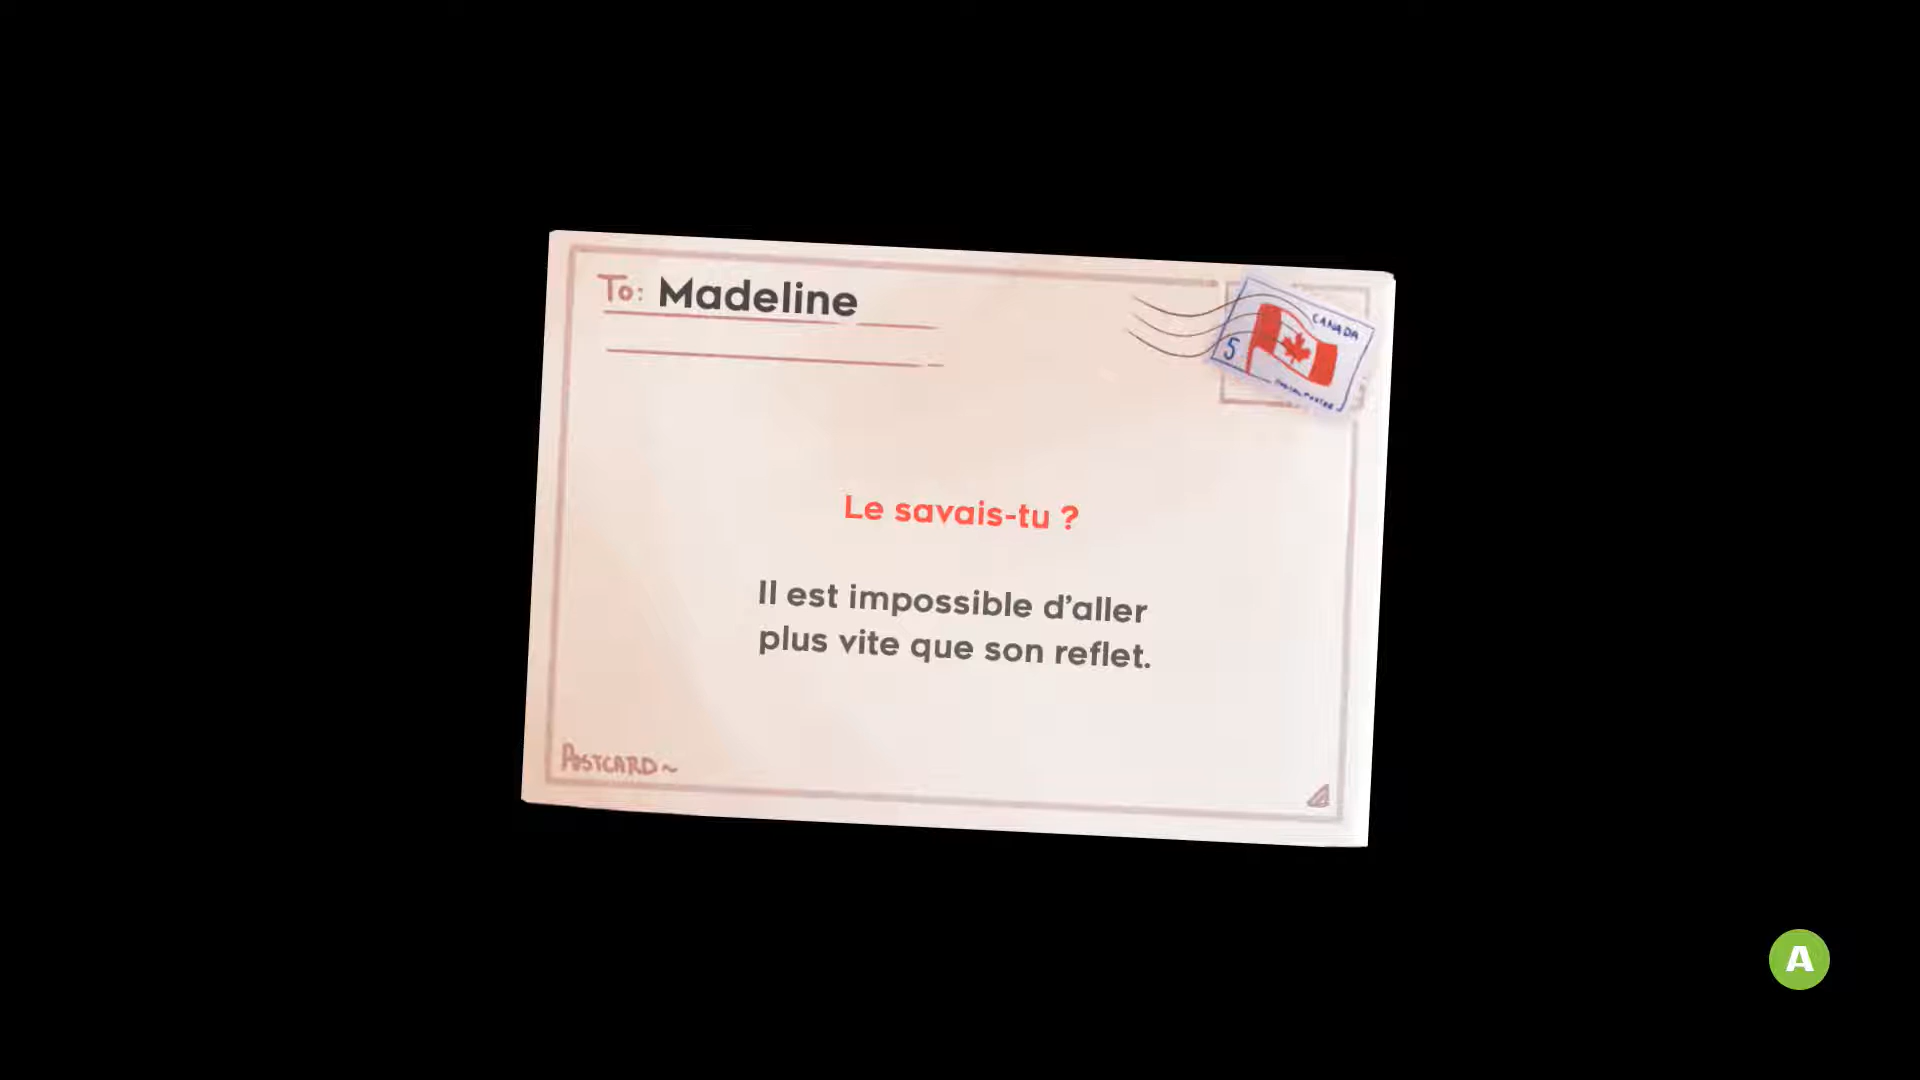 To: Madeline
CANADA
5
Le savais-tu ?
Il est impossible d’aller
plus vite que son reflet.
POSTCARD~
A